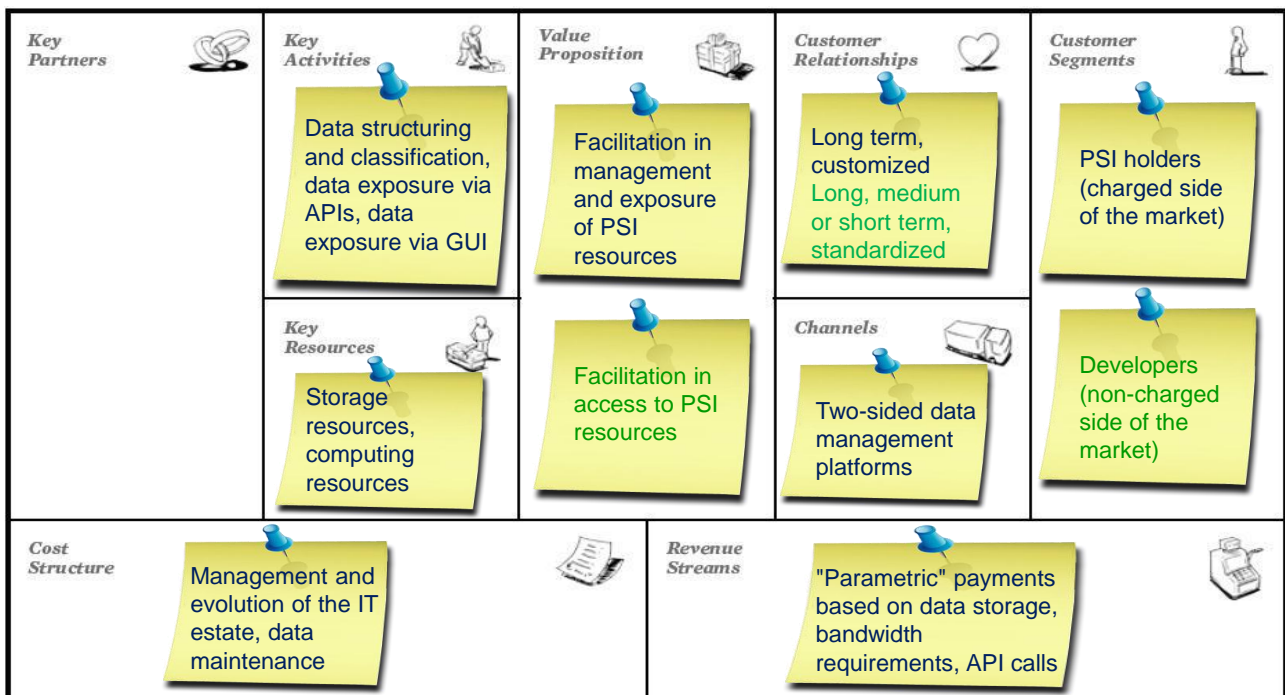 Key
Partners
Key
Activities
Data structuring
and classification,
data exposure via
APIs, data
exposure via GUI
Key
Resources
Storage
resources,
computing
resources
Value
Proposition
Facilitation in
management
and exposure
of PSI
resources
Facilitation in
access to PSI
resources
Customer
Relationships
Long term,
customized
Long, medium
or short term,
standardized
Channels
Two-sided data
management
platforms
Customer
Segments
PSI holders
(charged side
of the market)
Developers
(non-charged
side of the
market)
Cost
Structure
Management and
evolution of the IT
estate, data
maintenance
Revenue
Streams
"Parametric" payments
based on data storage,
bandwidth
requirements, API calls